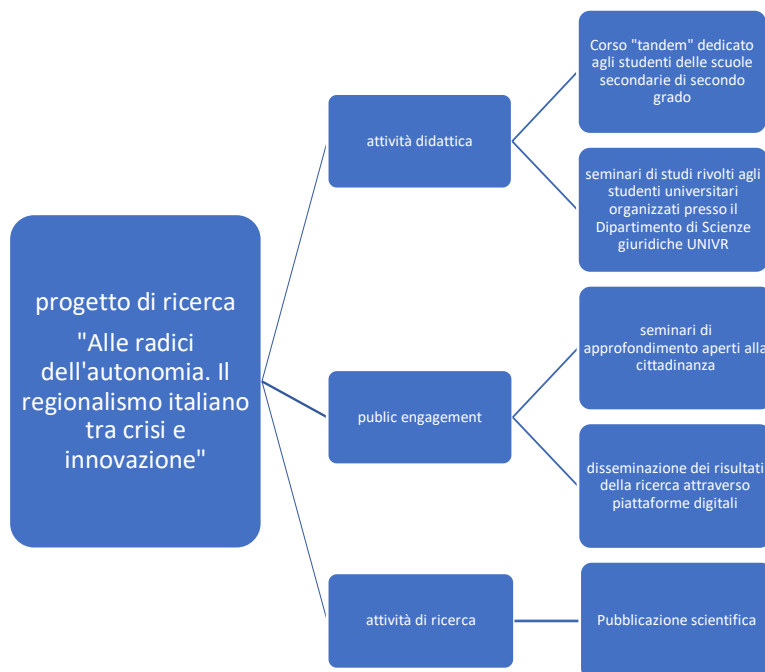 progetto di ricerca
"Alle radici
dell'autonomia. Il
regionalismo italiano
tra crisi e
innovazione"
attività didattica
Corso "tandem" dedicato
agli studenti delle scuole
secondarie di secondo
grado
seminari di studi rivolti agli
studenti universitari
organizzati presso il
Dipartimento di Scienze
giuridiche UNIVR
public engagement
seminari di
approfondimento aperti alla
cittadinanza
disseminazione dei risultati
della ricerca attraverso
piattaforme digitali
attività di ricerca
Pubblicazione scientifica